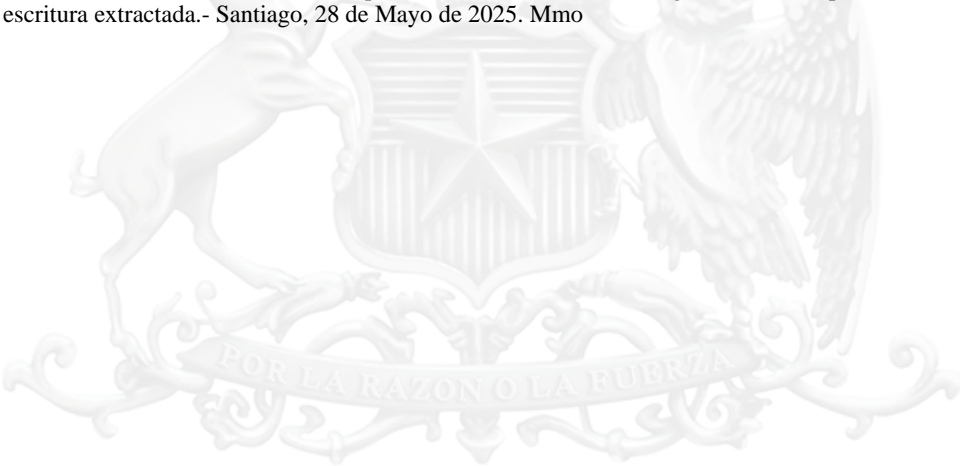 escritura extractada.- Santiago, 28 de Mayo de 2025. Mmo
POR LA RAZON O LA FUERZA